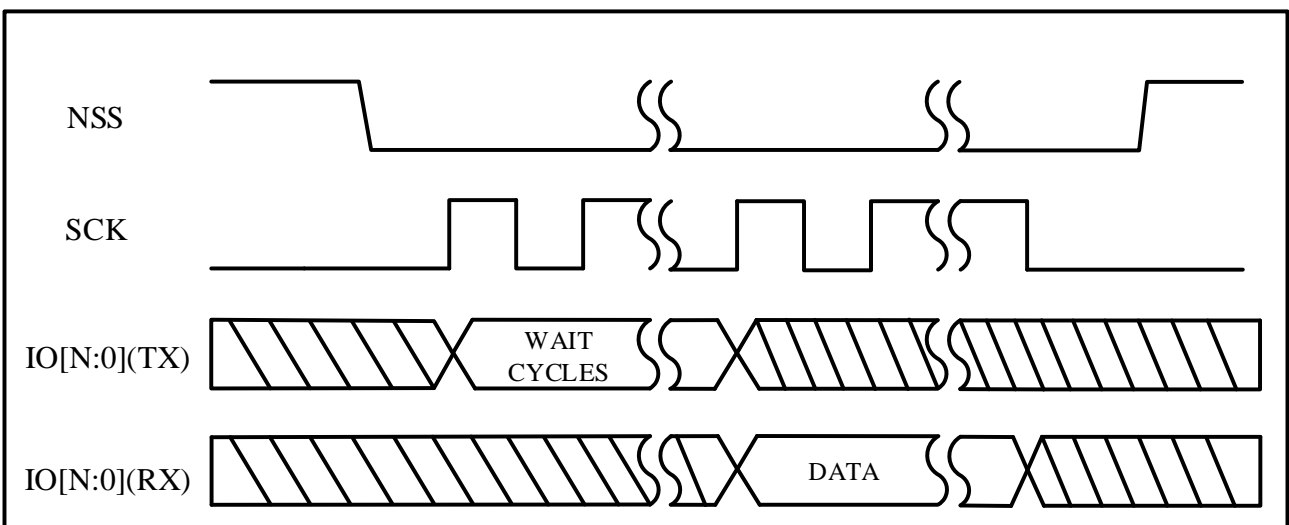 NSS
SCK
IO[N:0](TX)
WAIT
CYCLES
IO[N:0](RX)
DATA